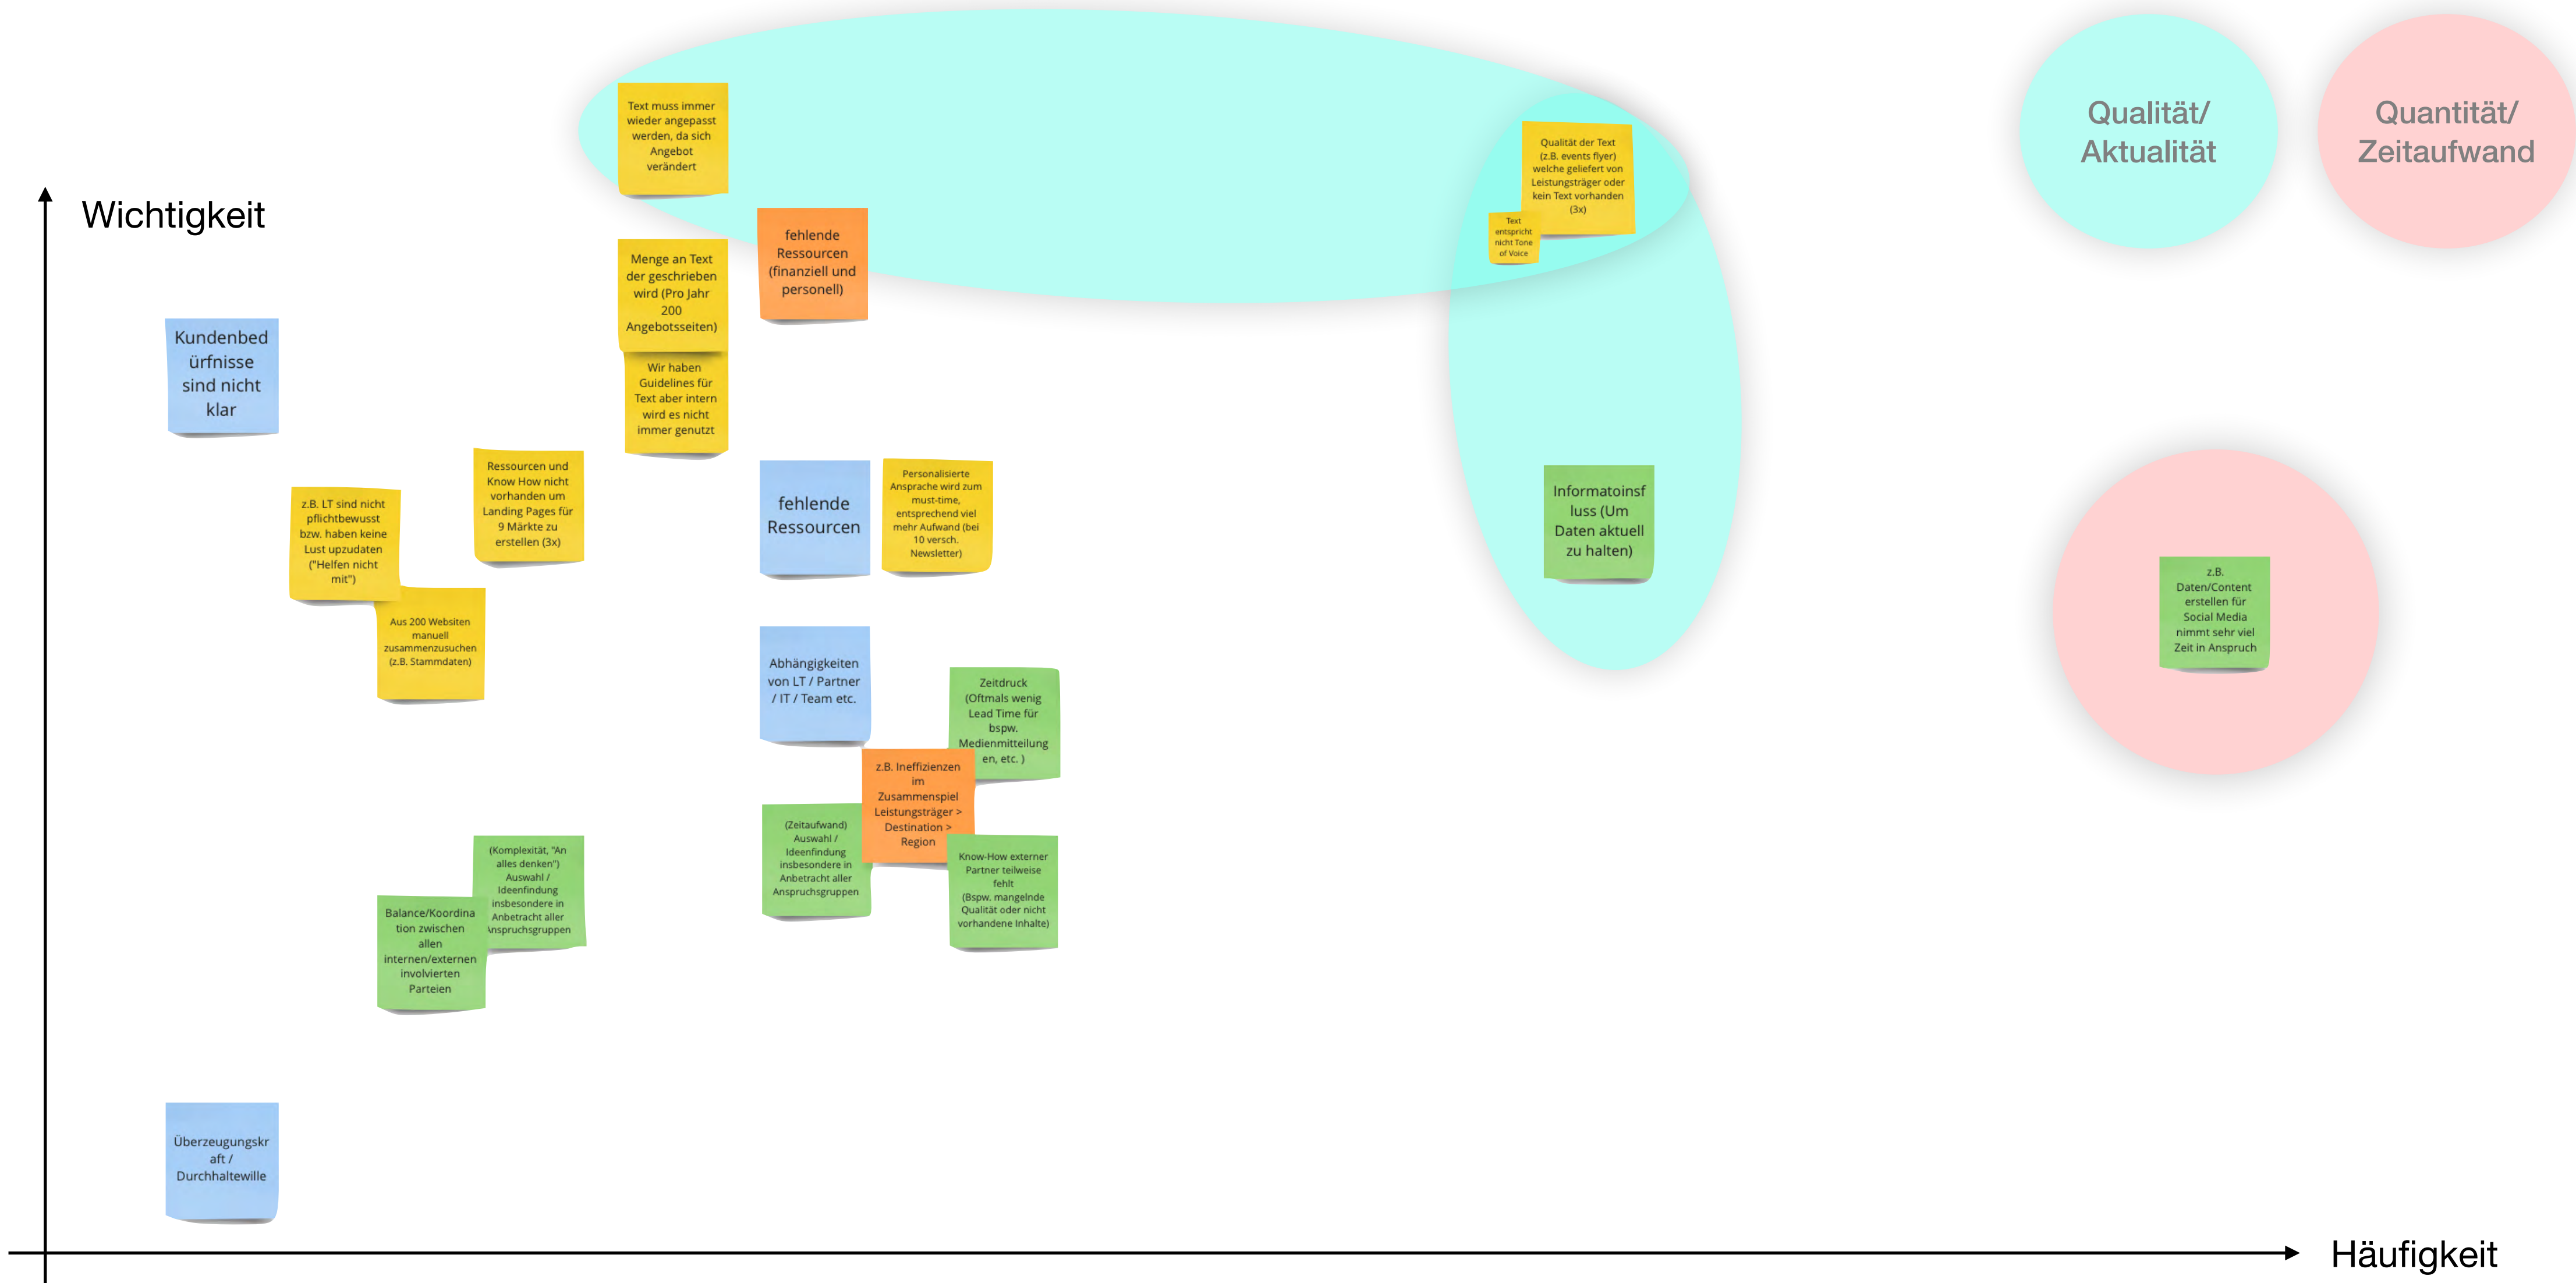 Text muss immer
wieder angepasst
werden, da sich
Angebot
verändert
Qualität der Text
(z.B. events flyer)
welche geliefert von
Leistungsträger oder
kein Text vorhanden
(3x)
Text
entspricht
nicht Tone
of Voice
Qualität/
Aktualität
Quantität/
Zeitaufwand
Wichtigkeit
fehlende
Ressourcen
(finanziell und
personell)
Menge an Text
der geschrieben
wird (Pro Jahr
200
Angebotsseiten)
Wir haben
Guidelines für
Text aber intern
wird es nicht
immer genutzt
Kundenbed
ürfnisse
sind nicht
klar
Ressourcen und
Know How nicht
vorhanden um
Landing Pages für
9 Märkte zu
erstellen (3x)
z.B. LT sind nicht
pflichtbewusst
bzw. haben keine
Lust upzudaten
("Helfen nicht
mit")
Aus 200 Websiten
manuell
zusammenzusuchen
(z.B. Stammdaten)
fehlende
Ressourcen
Personalisierte
Ansprache wird zum
must-time,
entsprechend viel
mehr Aufwand (bei
10 versch.
Newsletter)
Informatoinsf
luss (Um
Daten aktuell
zu halten)
z.B.
Daten/Content
erstellen für
Social Media
nimmt sehr viel
Zeit in Anspruch
Abhängigkeiten
von LT / Partner
/ IT / Team etc.
Zeitdruck
(Oftmals wenig
Lead Time für
bspw.
Medienmitteilung
en, etc. )
z.B. Ineffizienzen
im
Zusammenspiel
Leistungsträger >
Destination >
Region
(Zeitaufwand)
Auswahl /
Ideenfindung
insbesondere in
Anbetracht aller
Anspruchsgruppen
Know-How externer
Partner teilweise
fehlt
(Bspw. mangelnde
Qualität oder nicht
vorhandene Inhalte)
(Komplexität, "An
alles denken")
Auswahl /
Ideenfindung
insbesondere in
Anbetracht aller
Anspruchsgruppen
Balance/Koordina
tion zwischen
allen
internen/externen
involvierten
Parteien
Überzeugungskr
aft /
Durchhaltewille
Häufigkeit